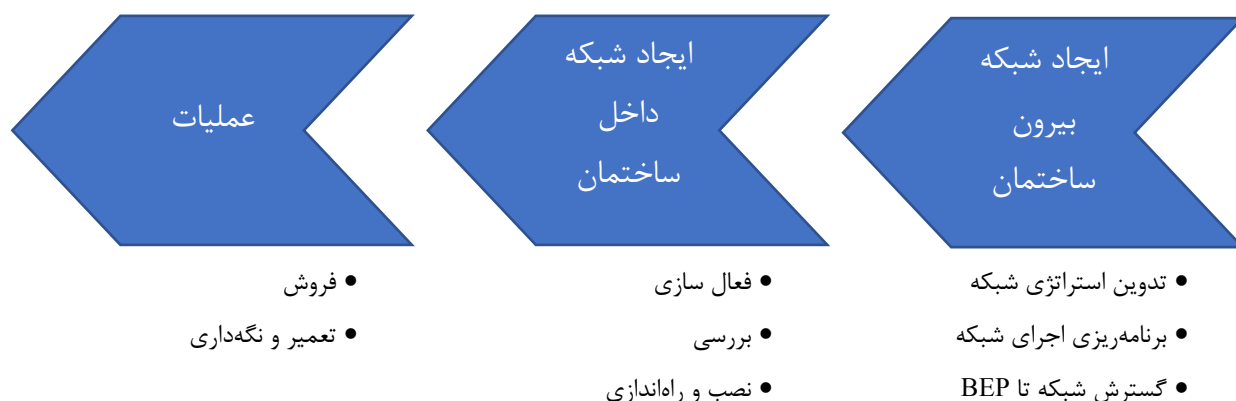 ایجاد شبکه
بیرون
ساختمان
• تدوین استراتژی شبکه
• برنامه‌ریزی اجرای شبکه
• گسترش شبکه تا BEP
ایجاد شبکه
داخل
ساختمان
• فعال سازی
• بررسی
• نصب و راه‌اندازی
عملیات
• فروش
• تعمیر و نگه‌داری